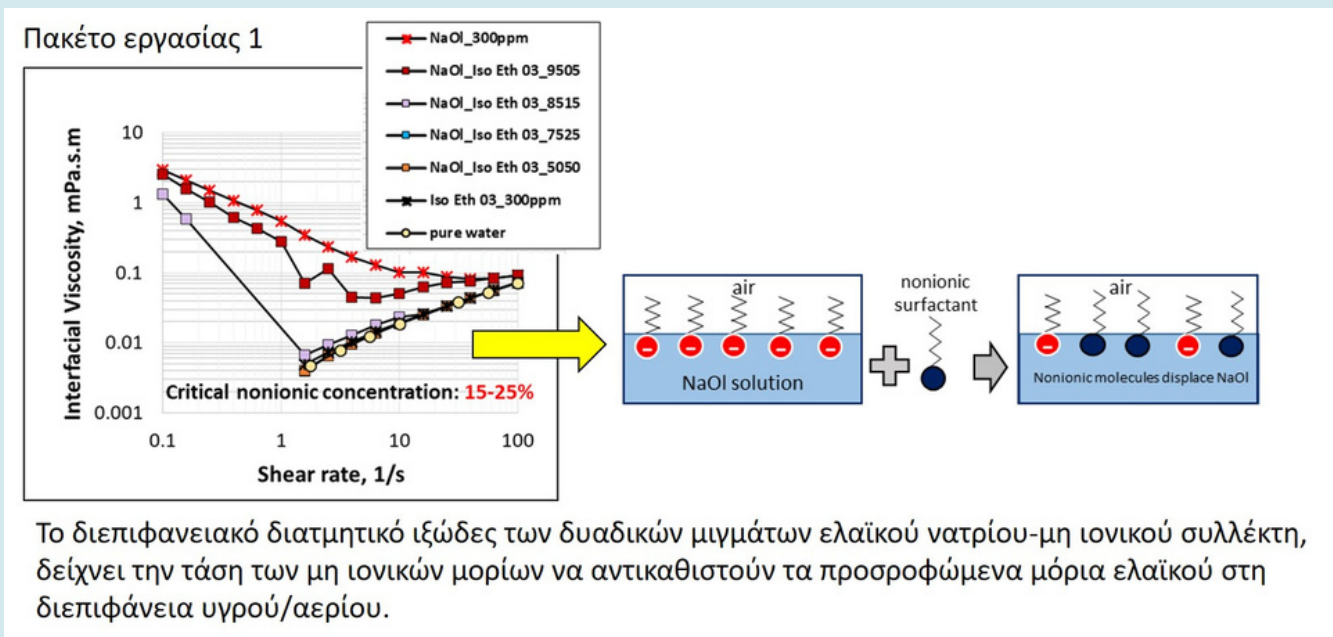 Πακέτο εργασίας 1
NaOl_300ppm
NaOl_Iso Eth 03_9505
NaOl_Iso Eth 03_8515
NaOl_Iso Eth 03_7525
NaOl_Iso Eth 03_5050
Iso Eth 03_300ppm
pure water
Interfacial Viscosity, mPa.s.m
10
1
0.1
0.01
0.001
Critical nonionic concentration: 15-25%
0.1
1
10
100
Shear rate, 1/s
air
NaOl solution
nonionic
surfactant
air
Nonionic molecules displace NaOl
Το διεπιφανειακό διατμητικό ιξώδες των δυαδικών μιγμάτων ελαϊκού νατρίου-μη ιονικού συλλέκτη,
δείχνει την τάση των μη ιονικών μορίων να αντικαθιστούν τα προσροφώμενα μόρια ελαϊκού στη
διεπιφάνεια υγρού/αερίου.